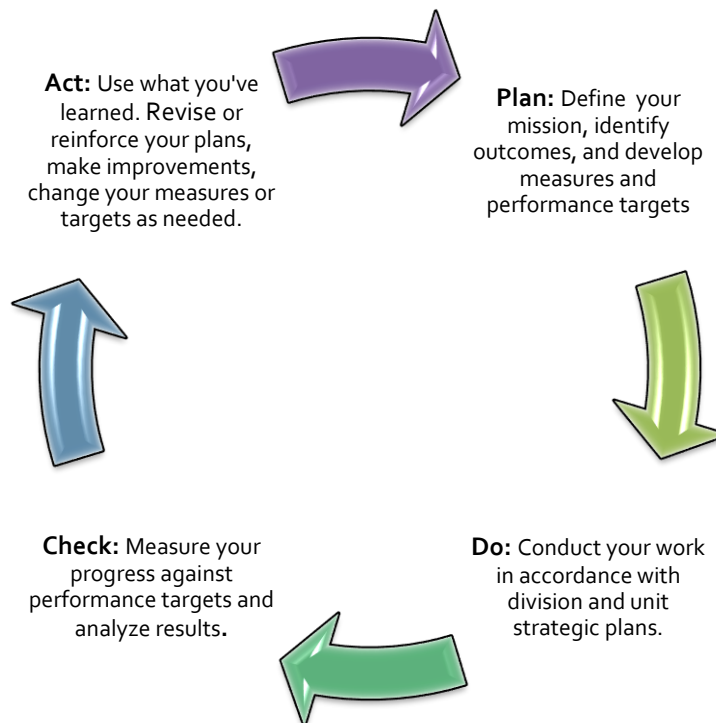 Act: Use what you've
learned. Revise or
reinforce your plans,
make improvements,
change your measures or
targets as needed.
Plan: Define your
mission, identify
outcomes, and develop
measures and
performance targets
Do: Conduct your work
in accordance with
division and unit
strategic plans.
Check: Measure your
progress against
performance targets and
analyze results.